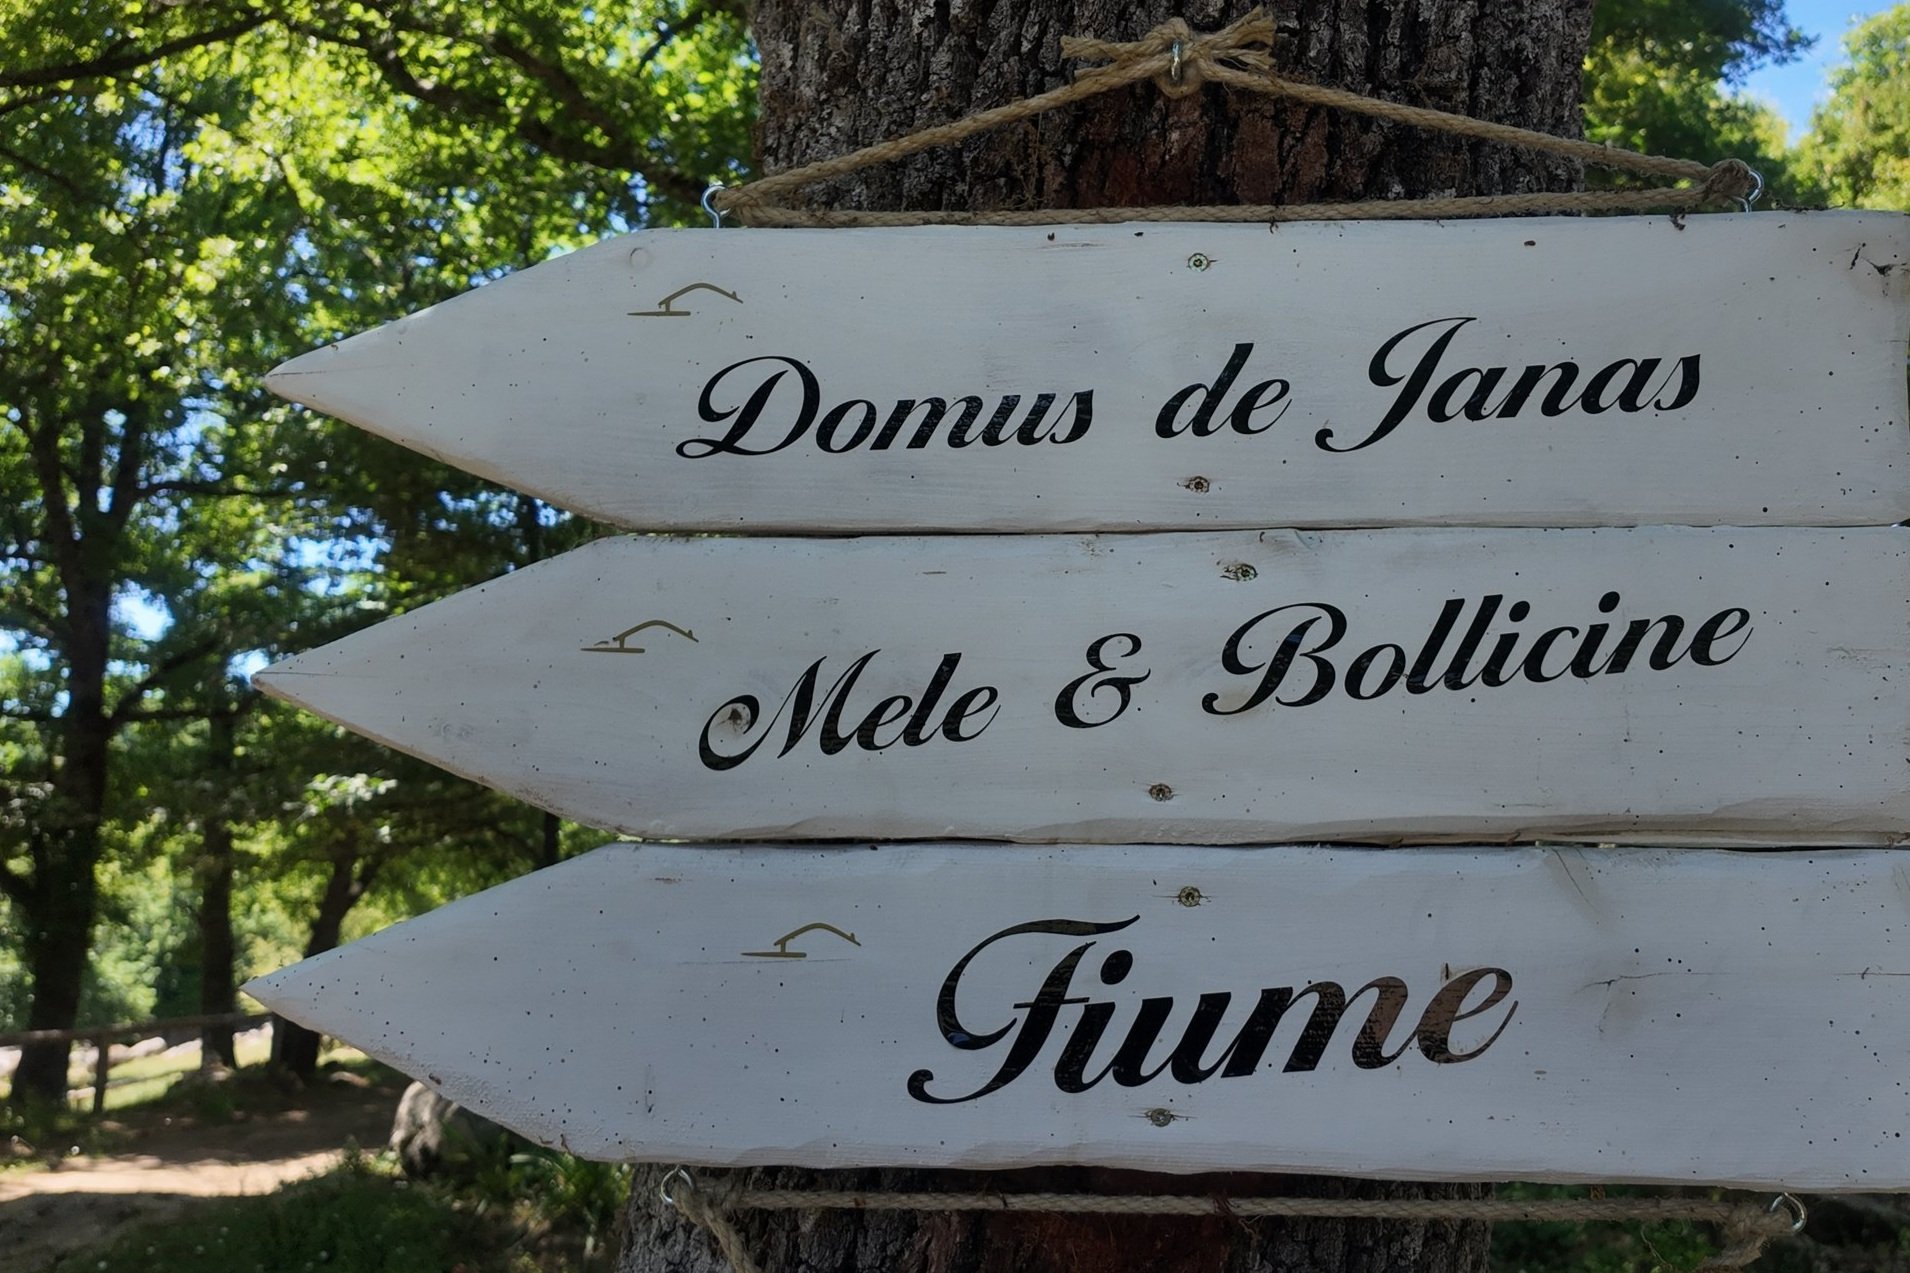 Domus de Janas
Mele & Bollicine
Fiume